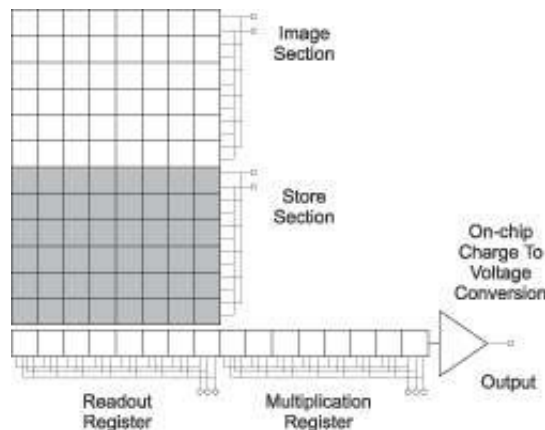 Image
Section
Store
Section
On-chip
Charge To
Voltage
Conversion
Output
Readout
Register
Multiplication
Register